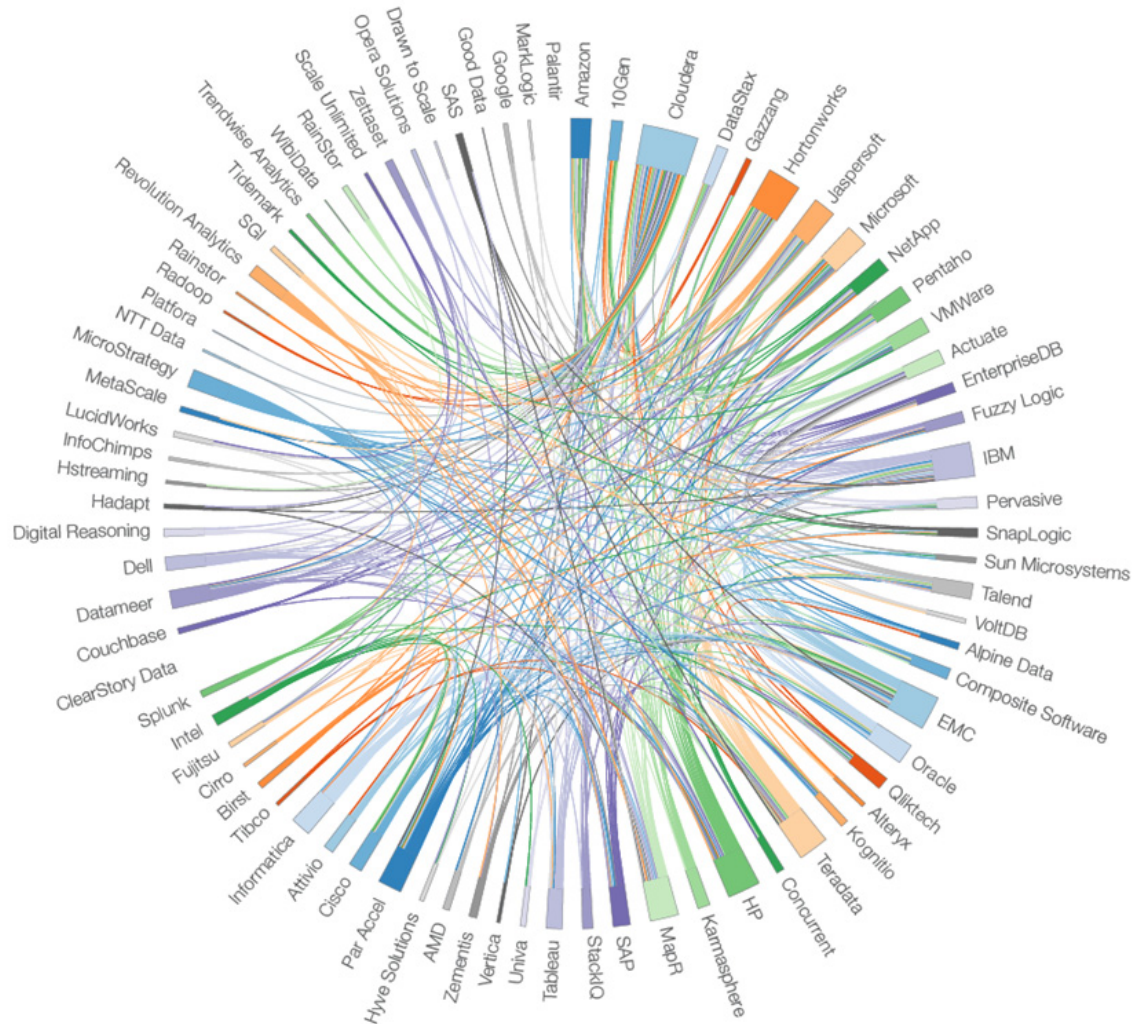 Amazon
10Gen
Cloudera
DataStax
Gazzang
Hortonworks
Jaspersoft
Microsoft
NetApp
Pentaho
VMWare
Actuate
EnterpriseDB
Fuzzy Logic
IBM
Pervasive
SnapLogic
Sun Microsystems
Talend
VoltDB
Alpine Data
Composite Software
EMC
Oracle
Qliktech
Alteryx
Kognitio
Teradata
Concurrent
HP
Karmasphere
MapR
SAP
StackIQ
Tableau
Univa
Vertica
Zementis
AMD
Hyve Solutions
Par Accel
Cisco
Attivio
Informatica
Tibco
Birst
Cirro
Fujitsu
Intel
Splunk
ClearStory Data
Couchbase
Datameer
Dell
Digital Reasoning
Hadapt
Hstreaming
InfoChimps
LucidWorks
MetaScale
MicroStrategy
NTT Data
Platfora
Radoop
Rainstor
Revolution Analytics
SGI
Tidemark
Trendwise Analytics
WibiData
RainStor
Scale Unlimited
Zettaset
Opera Solutions
Drawn to Scale
SAS
Good Data
Google
MarkLogic
Palantir